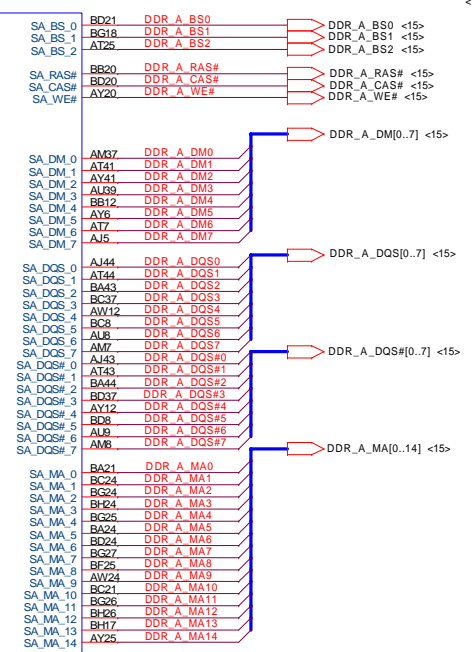 SA_BS_0 BD21 DDR_A_BS0 DDR_A_BS0 <15>
SA_BS_1 BG18 DDR_A_BS1 DDR_A_BS1 <15>
SA_BS_2 AT25 DDR_A_BS2 DDR_A_BS2 <15>
SA_RAS# BB20 DDR_A_RAS# DDR_A_RAS# <15>
SA_CAS# BD20 DDR_A_CAS# DDR_A_CAS# <15>
SA_WE# AY20 DDR_A_WE# DDR_A_WE# <15>
DDR_A_DM[0..7] <15>
SA_DM_0 AM37 DDR_A_DM0
SA_DM_1 AT41 DDR_A_DM1
SA_DM_2 AY41 DDR_A_DM2
SA_DM_3 AU39 DDR_A_DM3
SA_DM_4 BB12 DDR_A_DM4
SA_DM_5 AY6 DDR_A_DM5
SA_DM_6 AT7 DDR_A_DM6
SA_DM_7 AJ5 DDR_A_DM7
DDR_A_DQS[0..7] <15>
SA_DQS_0 AJ44 DDR_A_DQS0
SA_DQS_1 AT44 DDR_A_DQS1
SA_DQS_2 BA43 DDR_A_DQS2
SA_DQS_3 BC37 DDR_A_DQS3
SA_DQS_4 AW12 DDR_A_DQS4
SA_DQS_5 BC8 DDR_A_DQS5
SA_DQS_6 AU8 DDR_A_DQS6
SA_DQS_7 AM7 DDR_A_DQS7
DDR_A_DQS#[0..7] <15>
SA_DQS#_0 AJ43 DDR_A_DQS#0
SA_DQS#_1 AT43 DDR_A_DQS#1
SA_DQS#_2 BA44 DDR_A_DQS#2
SA_DQS#_3 BD37 DDR_A_DQS#3
SA_DQS#_4 AY12 DDR_A_DQS#4
SA_DQS#_5 BD8 DDR_A_DQS#5
SA_DQS#_6 AU9 DDR_A_DQS#6
SA_DQS#_7 AM8 DDR_A_DQS#7
DDR_A_MA[0..14] <15>
SA_MA_0 BA21 DDR_A_MA0
SA_MA_1 BC24 DDR_A_MA1
SA_MA_2 BG24 DDR_A_MA2
SA_MA_3 BH24 DDR_A_MA3
SA_MA_4 BG25 DDR_A_MA4
SA_MA_5 BA24 DDR_A_MA5
SA_MA_6 BD24 DDR_A_MA6
SA_MA_7 BG27 DDR_A_MA7
SA_MA_8 BF25 DDR_A_MA8
SA_MA_9 AW24 DDR_A_MA9
SA_MA_10 BC21 DDR_A_MA10
SA_MA_11 BG26 DDR_A_MA11
SA_MA_12 BH26 DDR_A_MA12
SA_MA_13 BH17 DDR_A_MA13
SA_MA_14 AY25 DDR_A_MA14